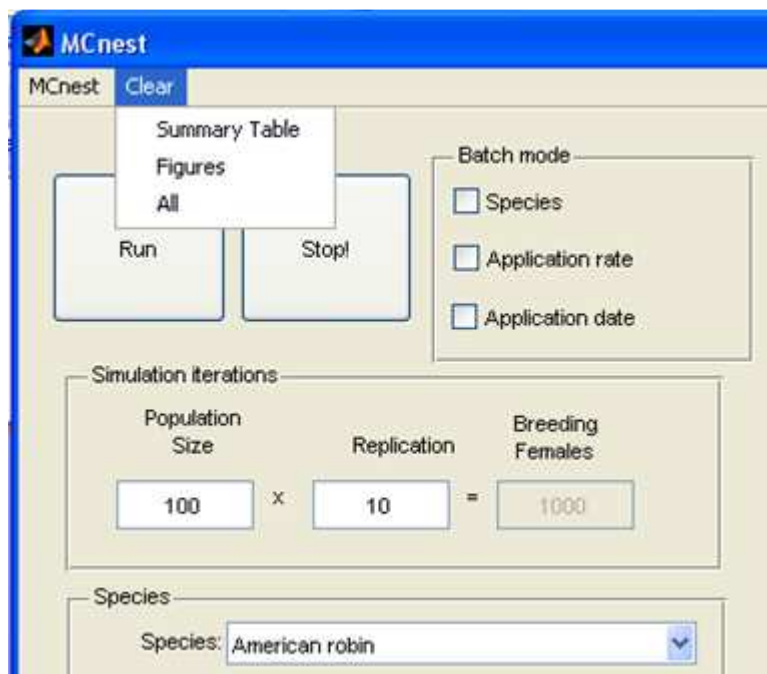 MCnest
MCnest Clear
Summary Table
Figures
All
Run Stop!
Batch mode
Species
Application rate
Application date
Simulation iterations
Population Size
Replication
Breeding Females
100 x 10 = 1000
Species
Species: American robin